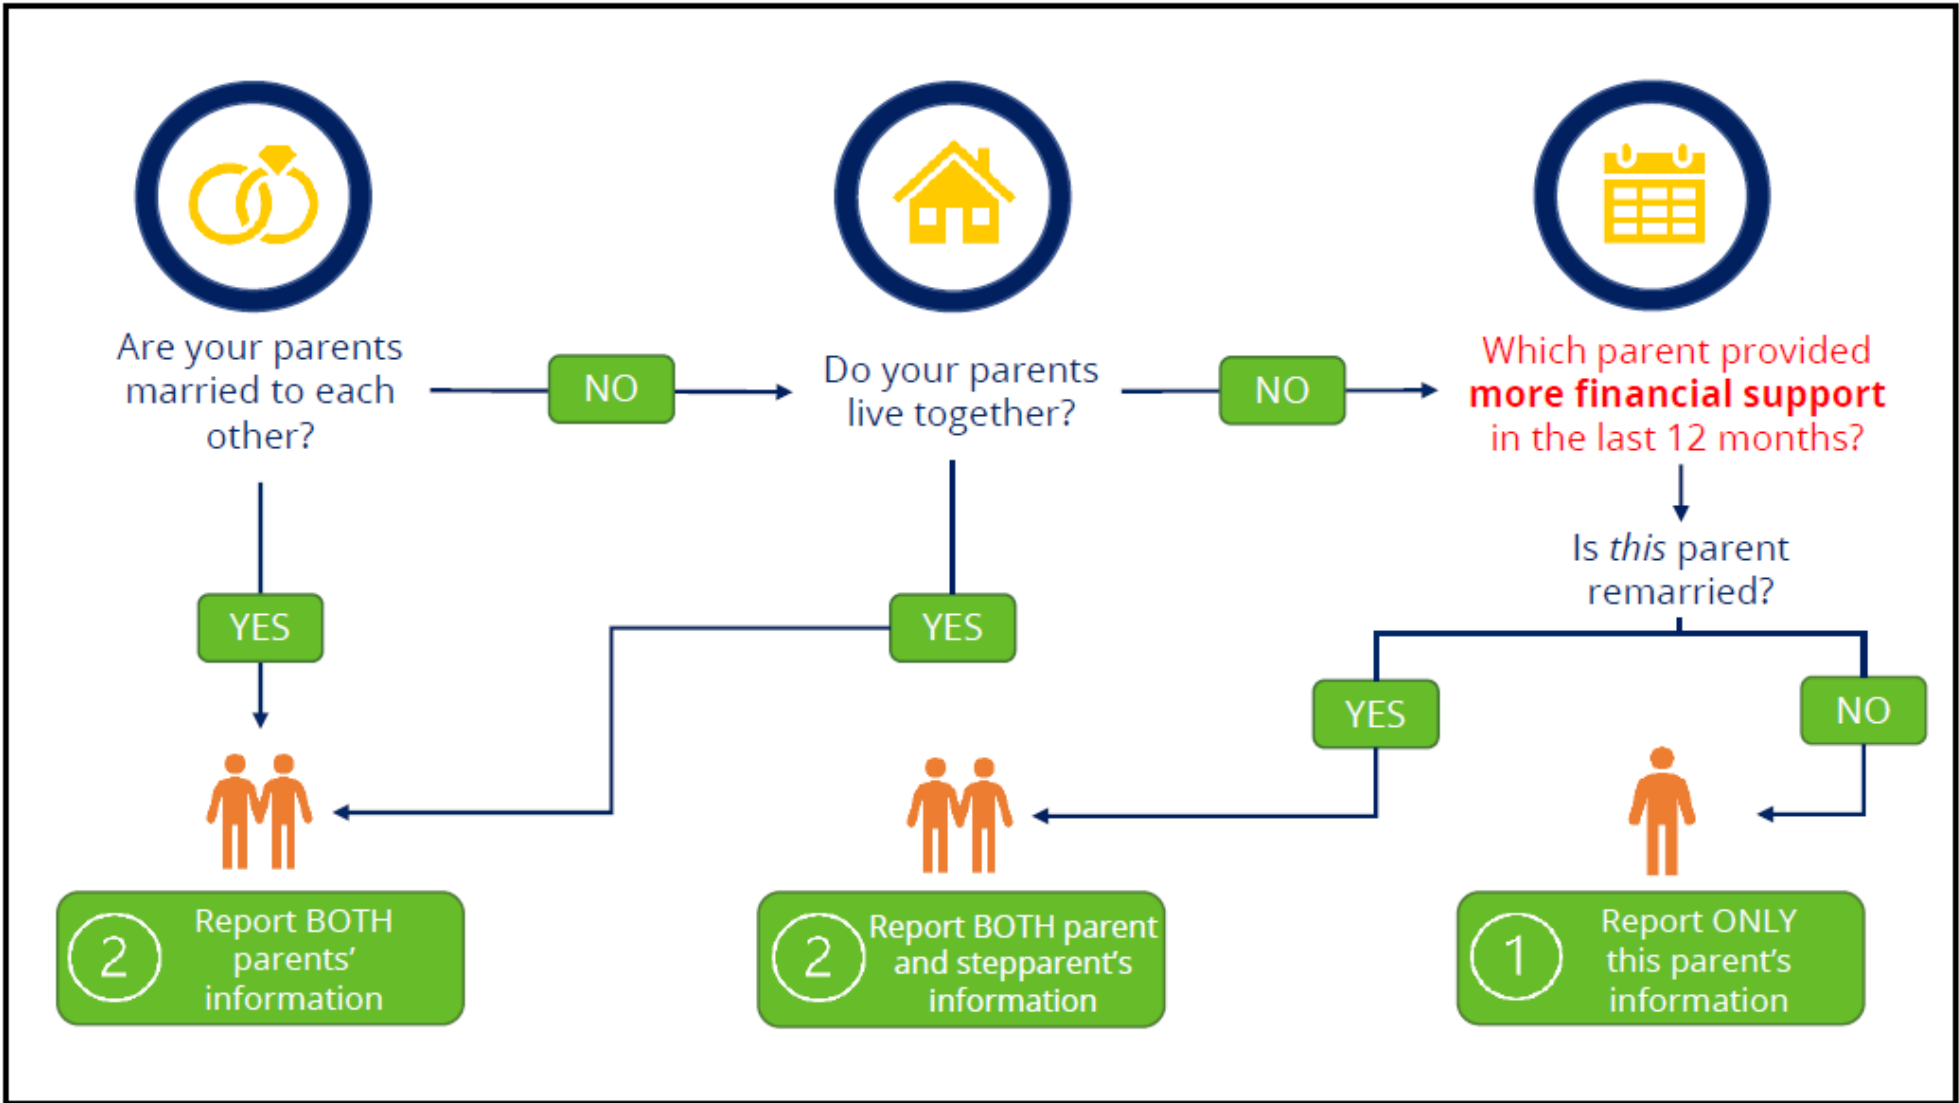 Are your parents
married to each
other?
NO
Do your parents
live together?
NO
Which parent provided
more financial support
in the last 12 months?
Is this parent
remarried?
YES
YES
YES
NO
2
Report BOTH
parents’
information
2
Report BOTH parent
and stepparent’s
information
1
Report ONLY
this parent’s
information